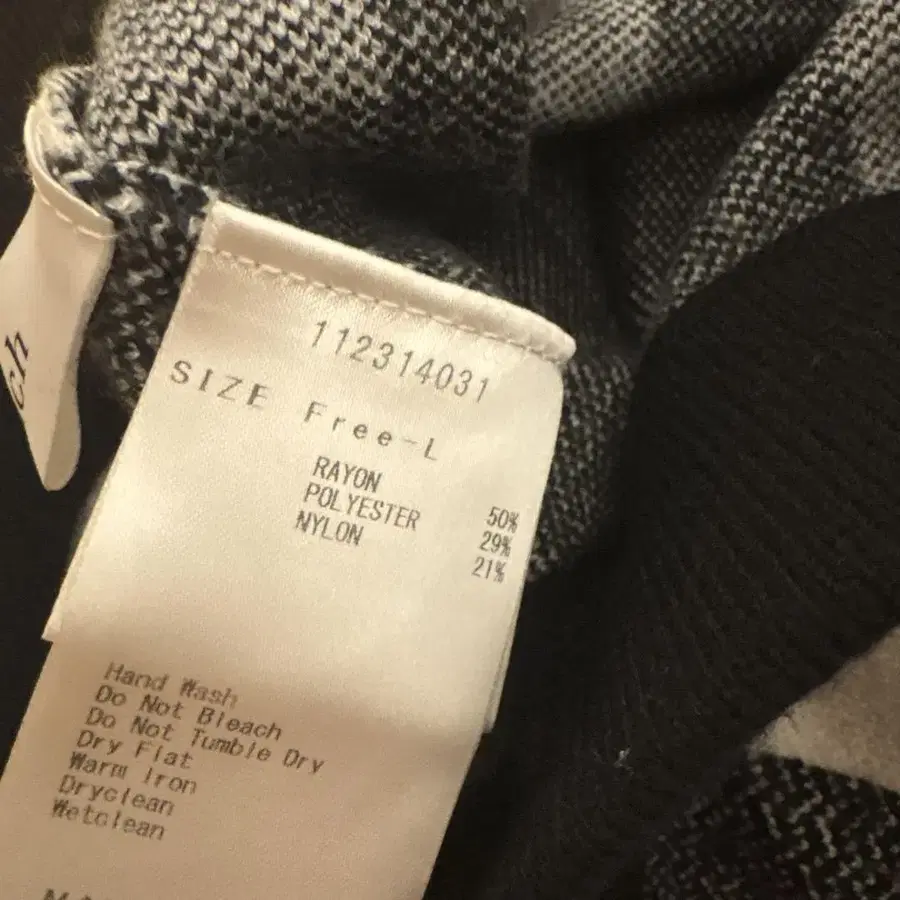 ch
112314031
SIZE Free-L
RAYON 50%
POLYESTER 29%
NYLON 21%
Hand Wash
Do Not Bleach
Do Not Tumble Dry
Dry Flat
Warm Iron
Dryclean
Wetclean